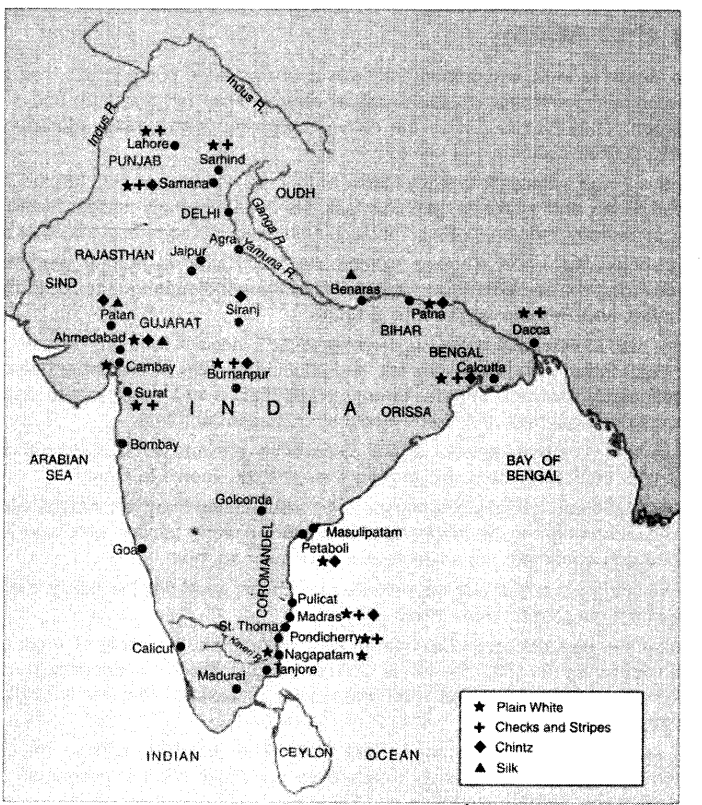 Indus R.
Indus R.
Lahore
PUNJAB
Sarhind
Samana
OUDH
DELHI
Ganga R.
Agra
Yamuna R.
RAJASTHAN
Jaipur
SIND
Benaras
Patna
Patan
GUJARAT
Siranj
BIHAR
Dacca
Ahmedabad
BENGAL
Cambay
Burnanpur
Calcutta
Surat
INDIA
ORISSA
Bombay
ARABIAN
SEA
BAY OF
BENGAL
Golconda
Masulipatam
Petaboli
Goa
COROMANDEL
Pulicat
Madras
St. Thoma
Pondicherry
Calicut
Kaveri R.
Nagapatam
Tanjore
Madurai
Plain White
Checks and Stripes
Chintz
Silk
INDIAN
CEYLON
OCEAN